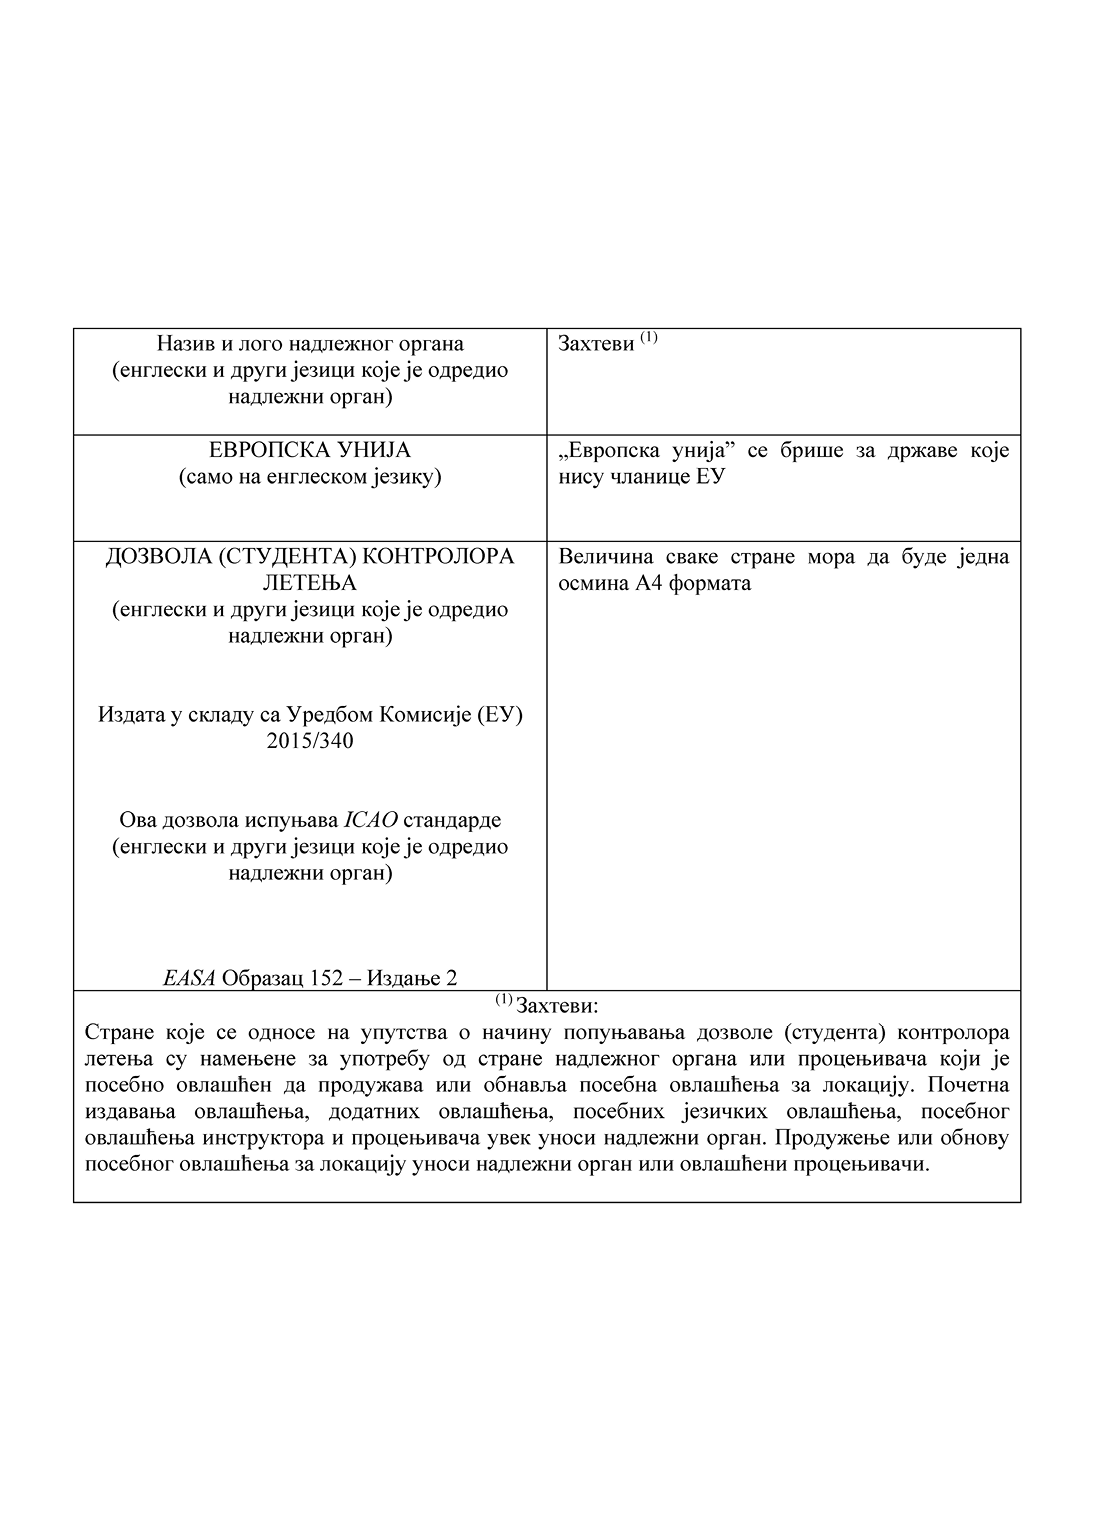 Назив и лого надлежног органа
(енглески и други језици које је одредио
надлежни орган)
Захтеви (1)
ЕВРОПСКА УНИЈА
(само на енглеском језику)
„Европска унија” се брише за државе које
нису чланице ЕУ
ДОЗВОЛА (СТУДЕНТА) КОНТРОЛОРА
ЛЕТЕЊА
(енглески и други језици које је одредио
надлежни орган)
Издата у складу са Уредбом Комисије (ЕУ)
2015/340
Ова дозвола испуњава ICAO стандарде
(енглески и други језици које је одредио
надлежни орган)
EASA Образац 152 – Издање 2
Величина сваке стране мора да буде једна
осмина А4 формата
(1) Захтеви:
Стране које се односе на упутства о начину попуњавања дозволе (студента) контролора
летења су намењене за употребу од стране надлежног органа или процењивача који је
посебно овлашћен да продужава или обнавља посебна овлашћења за локацију. Почетна
издавања овлашћења, додатних овлашћења, посебних језичких овлашћења, посебног
овлашћења инструктора и процењивача увек уноси надлежни орган. Продужење или обнову
посебног овлашћења за локацију уноси надлежни орган или овлашћени процењивачи.